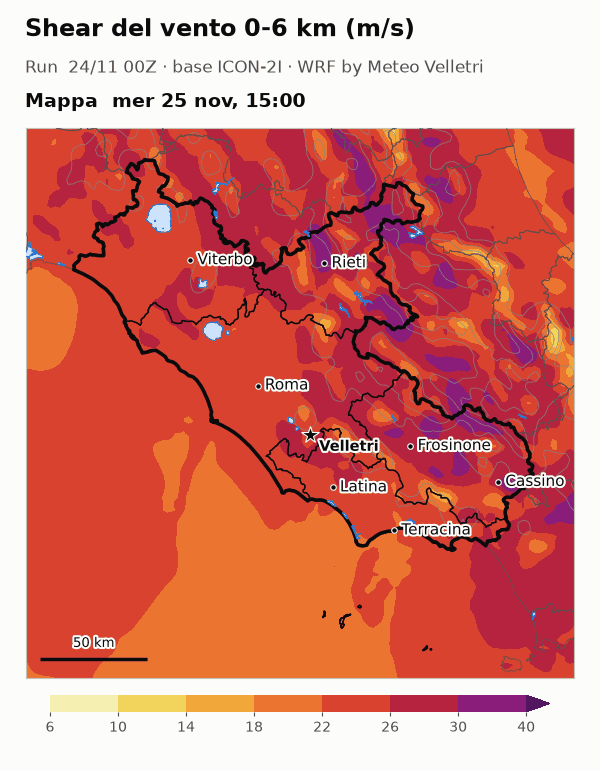 Shear del vento 0-6 km (m/s)
Run  24/11 00Z · base ICON-2I · WRF by Meteo Velletri
Mappa  mer 25 nov, 15:00
Viterbo
Rieti
Roma
Velletri
Frosinone
Latina
Cassino
Terracina
50 km
6 10 14 18 22 26 30 40